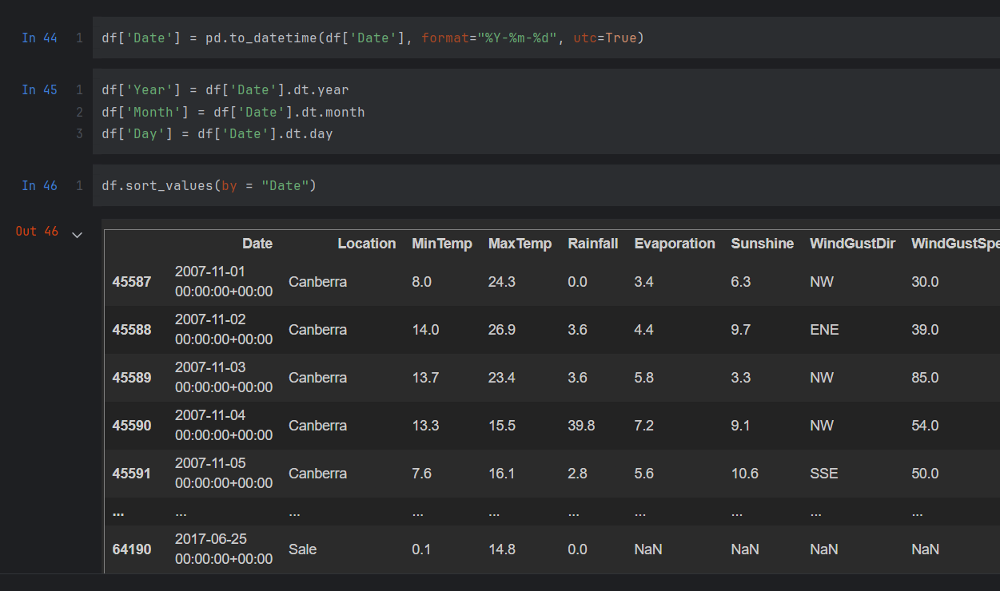 In 44 1 df['Date'] = pd.to_datetime(df['Date'], format="%Y-%m-%d", utc=True)
In 45 1 df['Year'] = df['Date'].dt.year
2 df['Month'] = df['Date'].dt.month
3 df['Day'] = df['Date'].dt.day
In 46 1 df.sort_values(by = "Date")
Out 46
Date Location MinTemp MaxTemp Rainfall Evaporation Sunshine WindGustDir WindGustSpe
45587 2007-11-01 00:00:00+00:00 Canberra 8.0 24.3 0.0 3.4 6.3 NW 30.0
45588 2007-11-02 00:00:00+00:00 Canberra 14.0 26.9 3.6 4.4 9.7 ENE 39.0
45589 2007-11-03 00:00:00+00:00 Canberra 13.7 23.4 3.6 5.8 3.3 NW 85.0
45590 2007-11-04 00:00:00+00:00 Canberra 13.3 15.5 39.8 7.2 9.1 NW 54.0
45591 2007-11-05 00:00:00+00:00 Canberra 7.6 16.1 2.8 5.6 10.6 SSE 50.0
... ... ... ... ... ... ... ... ... ...
64190 2017-06-25 00:00:00+00:00 Sale 0.1 14.8 0.0 NaN NaN NaN NaN